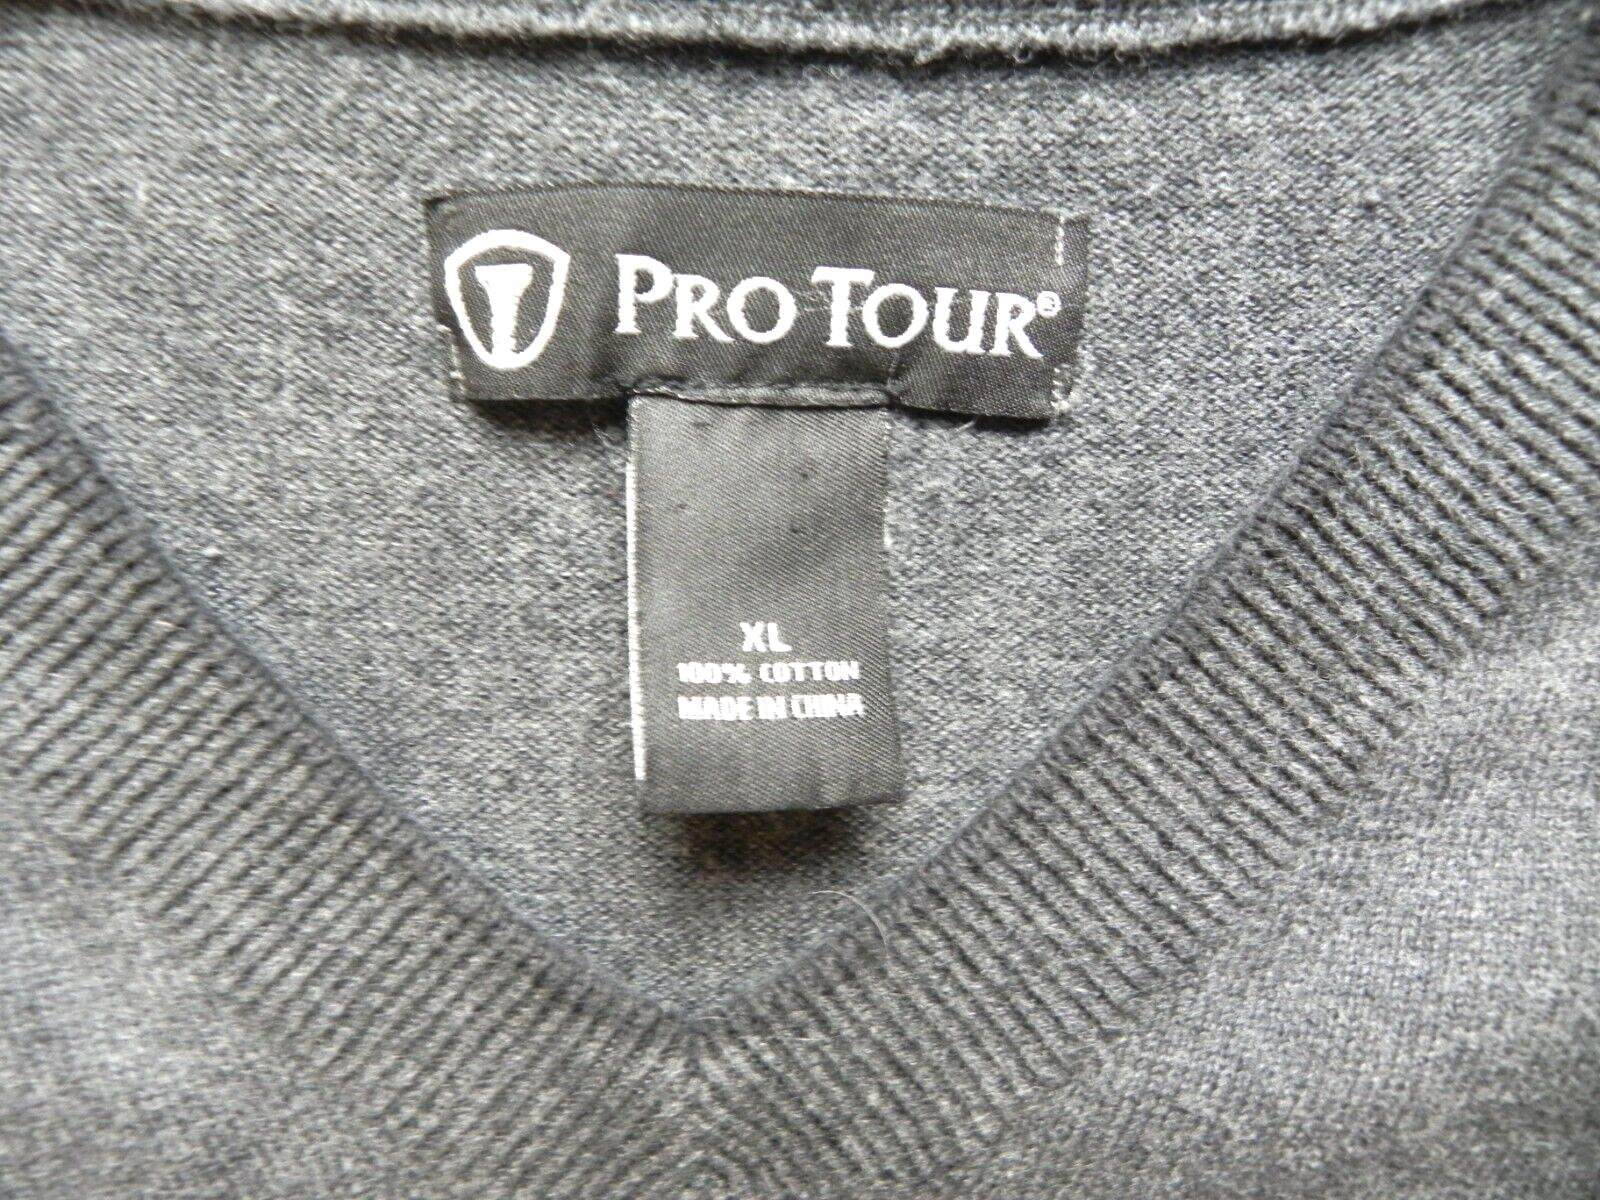 PRO TOUR®
XL
100% COTTON
MADE IN CHINA